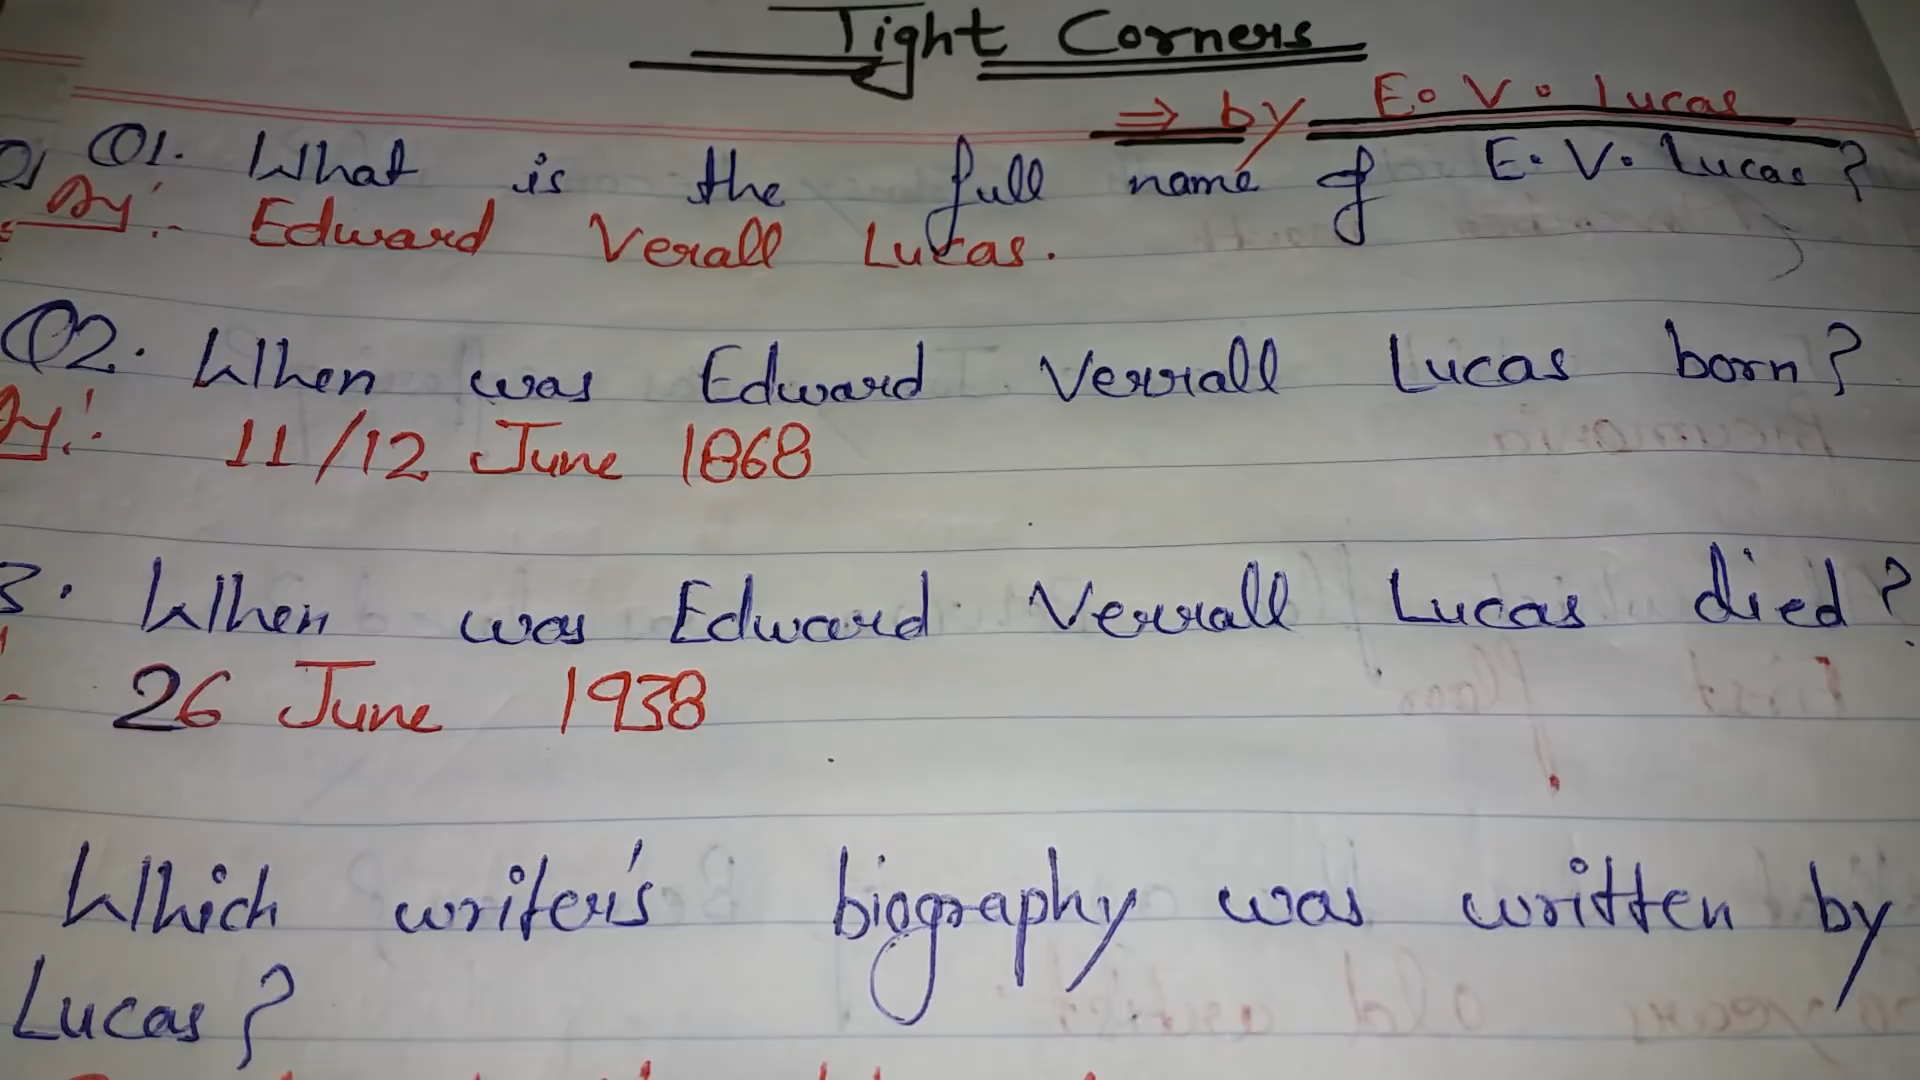 Tight Corners
⇒ by E. V. Lucas
Q1. What is the full name of E. V. Lucas?
Edward Verall Lucas.
Q2. When was Edward Verrall Lucas born?
11/12 June 1868
3. When was Edward Verrall Lucas died?
26 June 1938
Which writer's biography was written by
Lucas?